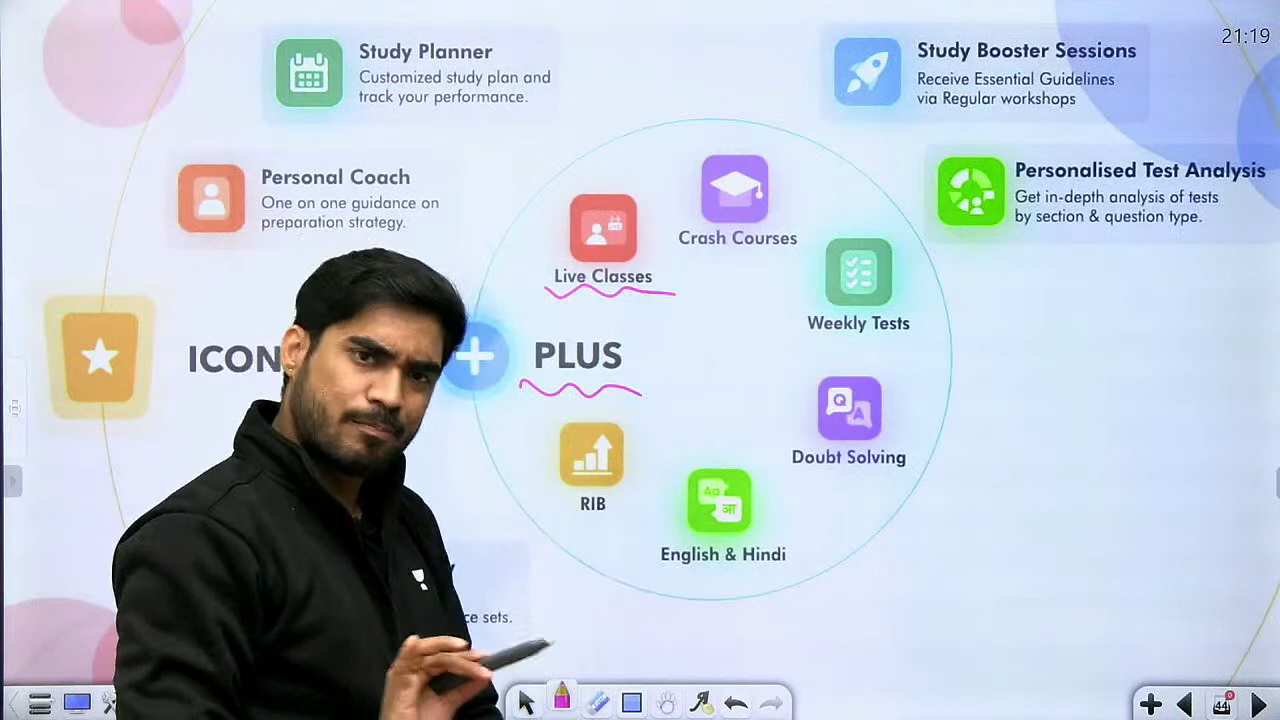 21:19
Study Planner
Customized study plan and
track your performance.
Study Booster Sessions
Receive Essential Guidelines
via Regular workshops
Personal Coach
One on one guidance on
preparation strategy.
Personalised Test Analysis
Get in-depth analysis of tests
by section & question type.
Crash Courses
Live Classes
Weekly Tests
ICON
PLUS
Q
A
Doubt Solving
RIB
Aa
आ
English & Hindi
sets.
44